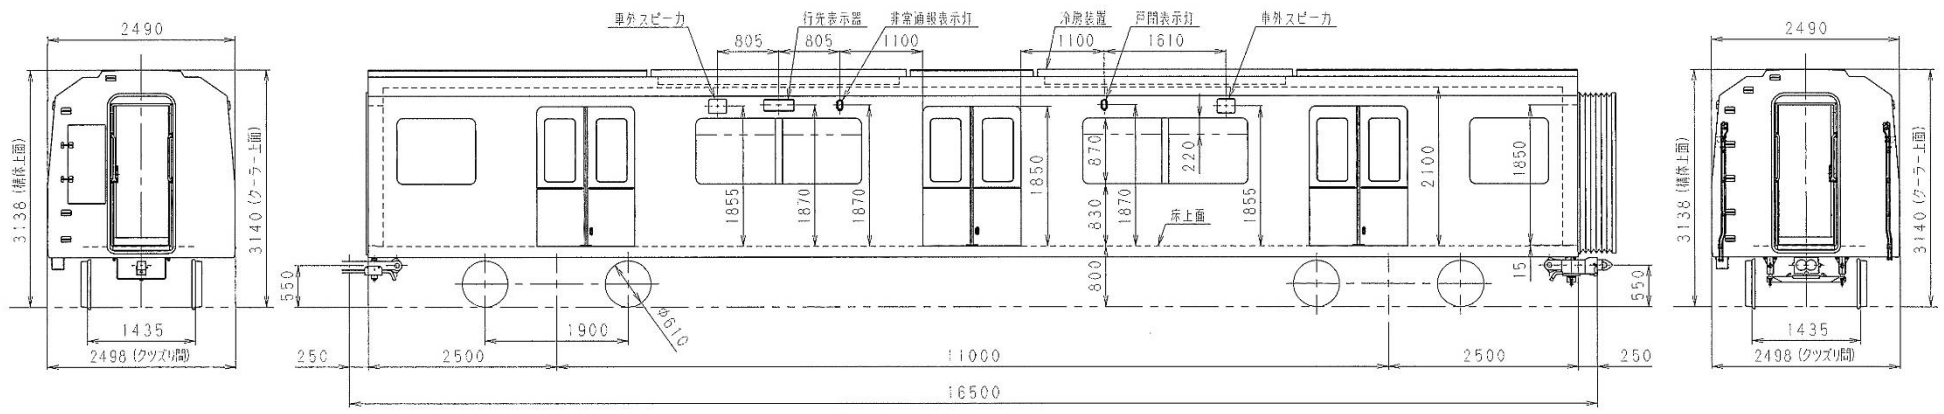 2490
3138 (構体上面)
3140 (クーラー上面)
1435
2498 (クツズリ間)
車外スピーカ
行先表示器
非常通報表示灯
冷房装置
戸閉表示灯
車外スピーカ
805
805
1100
1100
1610
1855
1870
1870
1850
870
830
1870
220
床上面
1855
2100
1850
550
φ610
800
15
550
1900
250
2500
11000
2500
250
16500
2490
3138 (構体上面)
3140 (クーラー上面)
1435
2498 (クツズリ間)